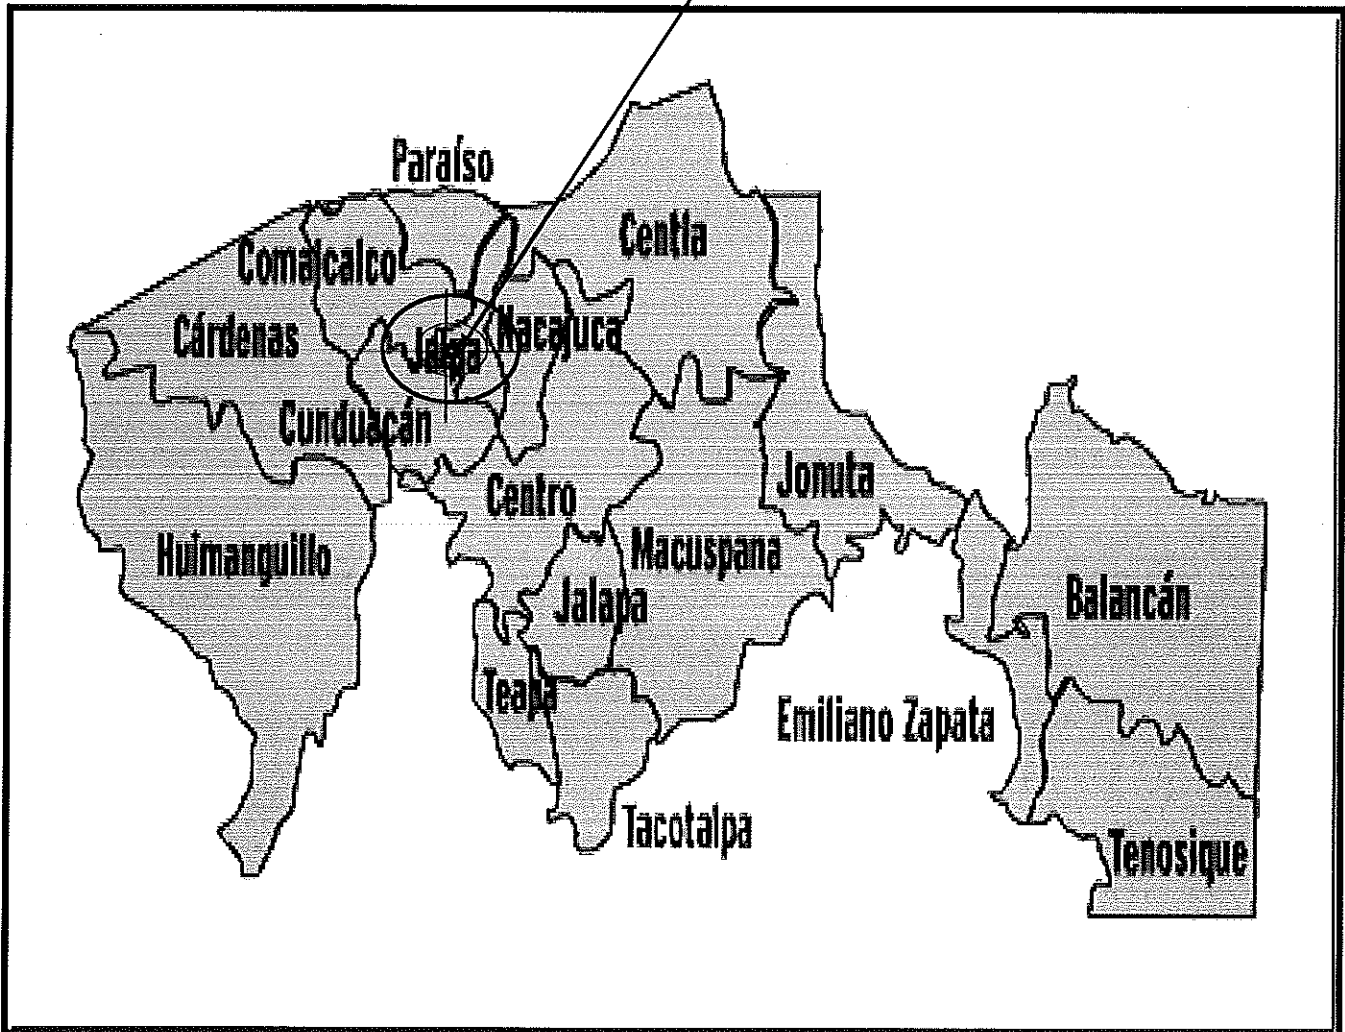 Paraíso
Centla
Comalcalco
Cárdenas
Jalpa
Nacajuca
Cunduacán
Centro
Jonuta
Huimanguillo
Macuspana
Jalapa
Balancán
Teapa
Emiliano Zapata
Tacotalpa
Tenosique